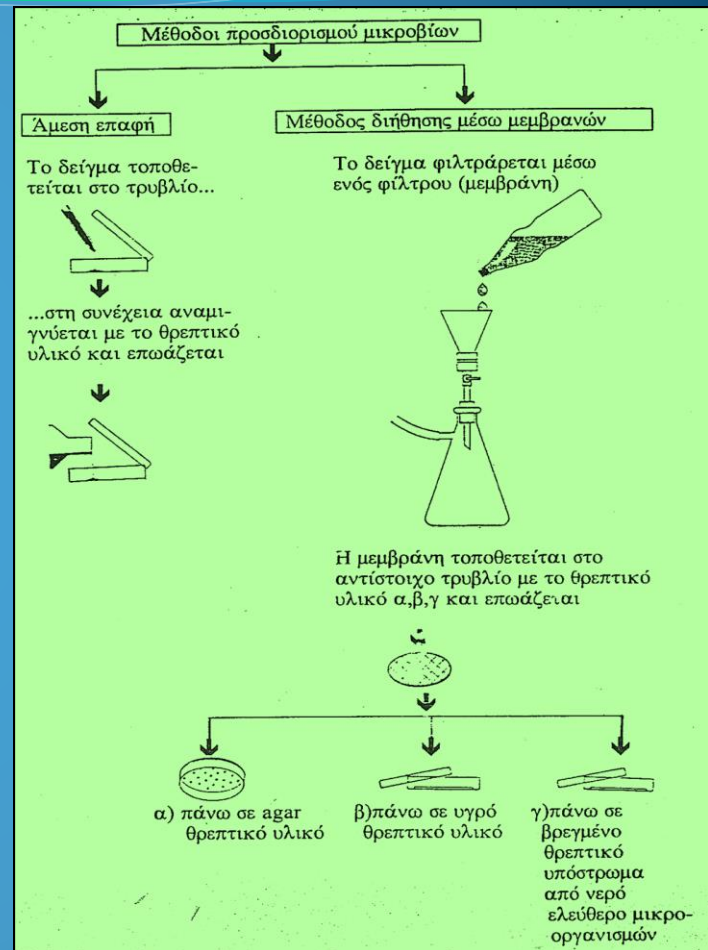 Μέθοδοι προσδιορισμού μικροβίων
Άμεση επαφή
Το δείγμα τοποθε-
τείται στο τρυβλίο...
...στη συνέχεια αναμι-
γνύεται με το θρεπτικό
υλικό και επωάζεται
Μέθοδος διήθησης μέσω μεμβρανών
Το δείγμα φιλτράρεται μέσω
ενός φίλτρου (μεμβράνη)
Η μεμβράνη τοποθετείται στο
αντίστοιχο τρυβλίο με το θρεπτικό
υλικό α,β,γ και επωάζεται
α) πάνω σε agar
θρεπτικό υλικό
β)πάνω σε υγρό
θρεπτικό υλικό
γ)πάνω σε
βρεγμένο
θρεπτικό
υπόστρωμα
από νερό
ελεύθερο μικρο-
οργανισμών